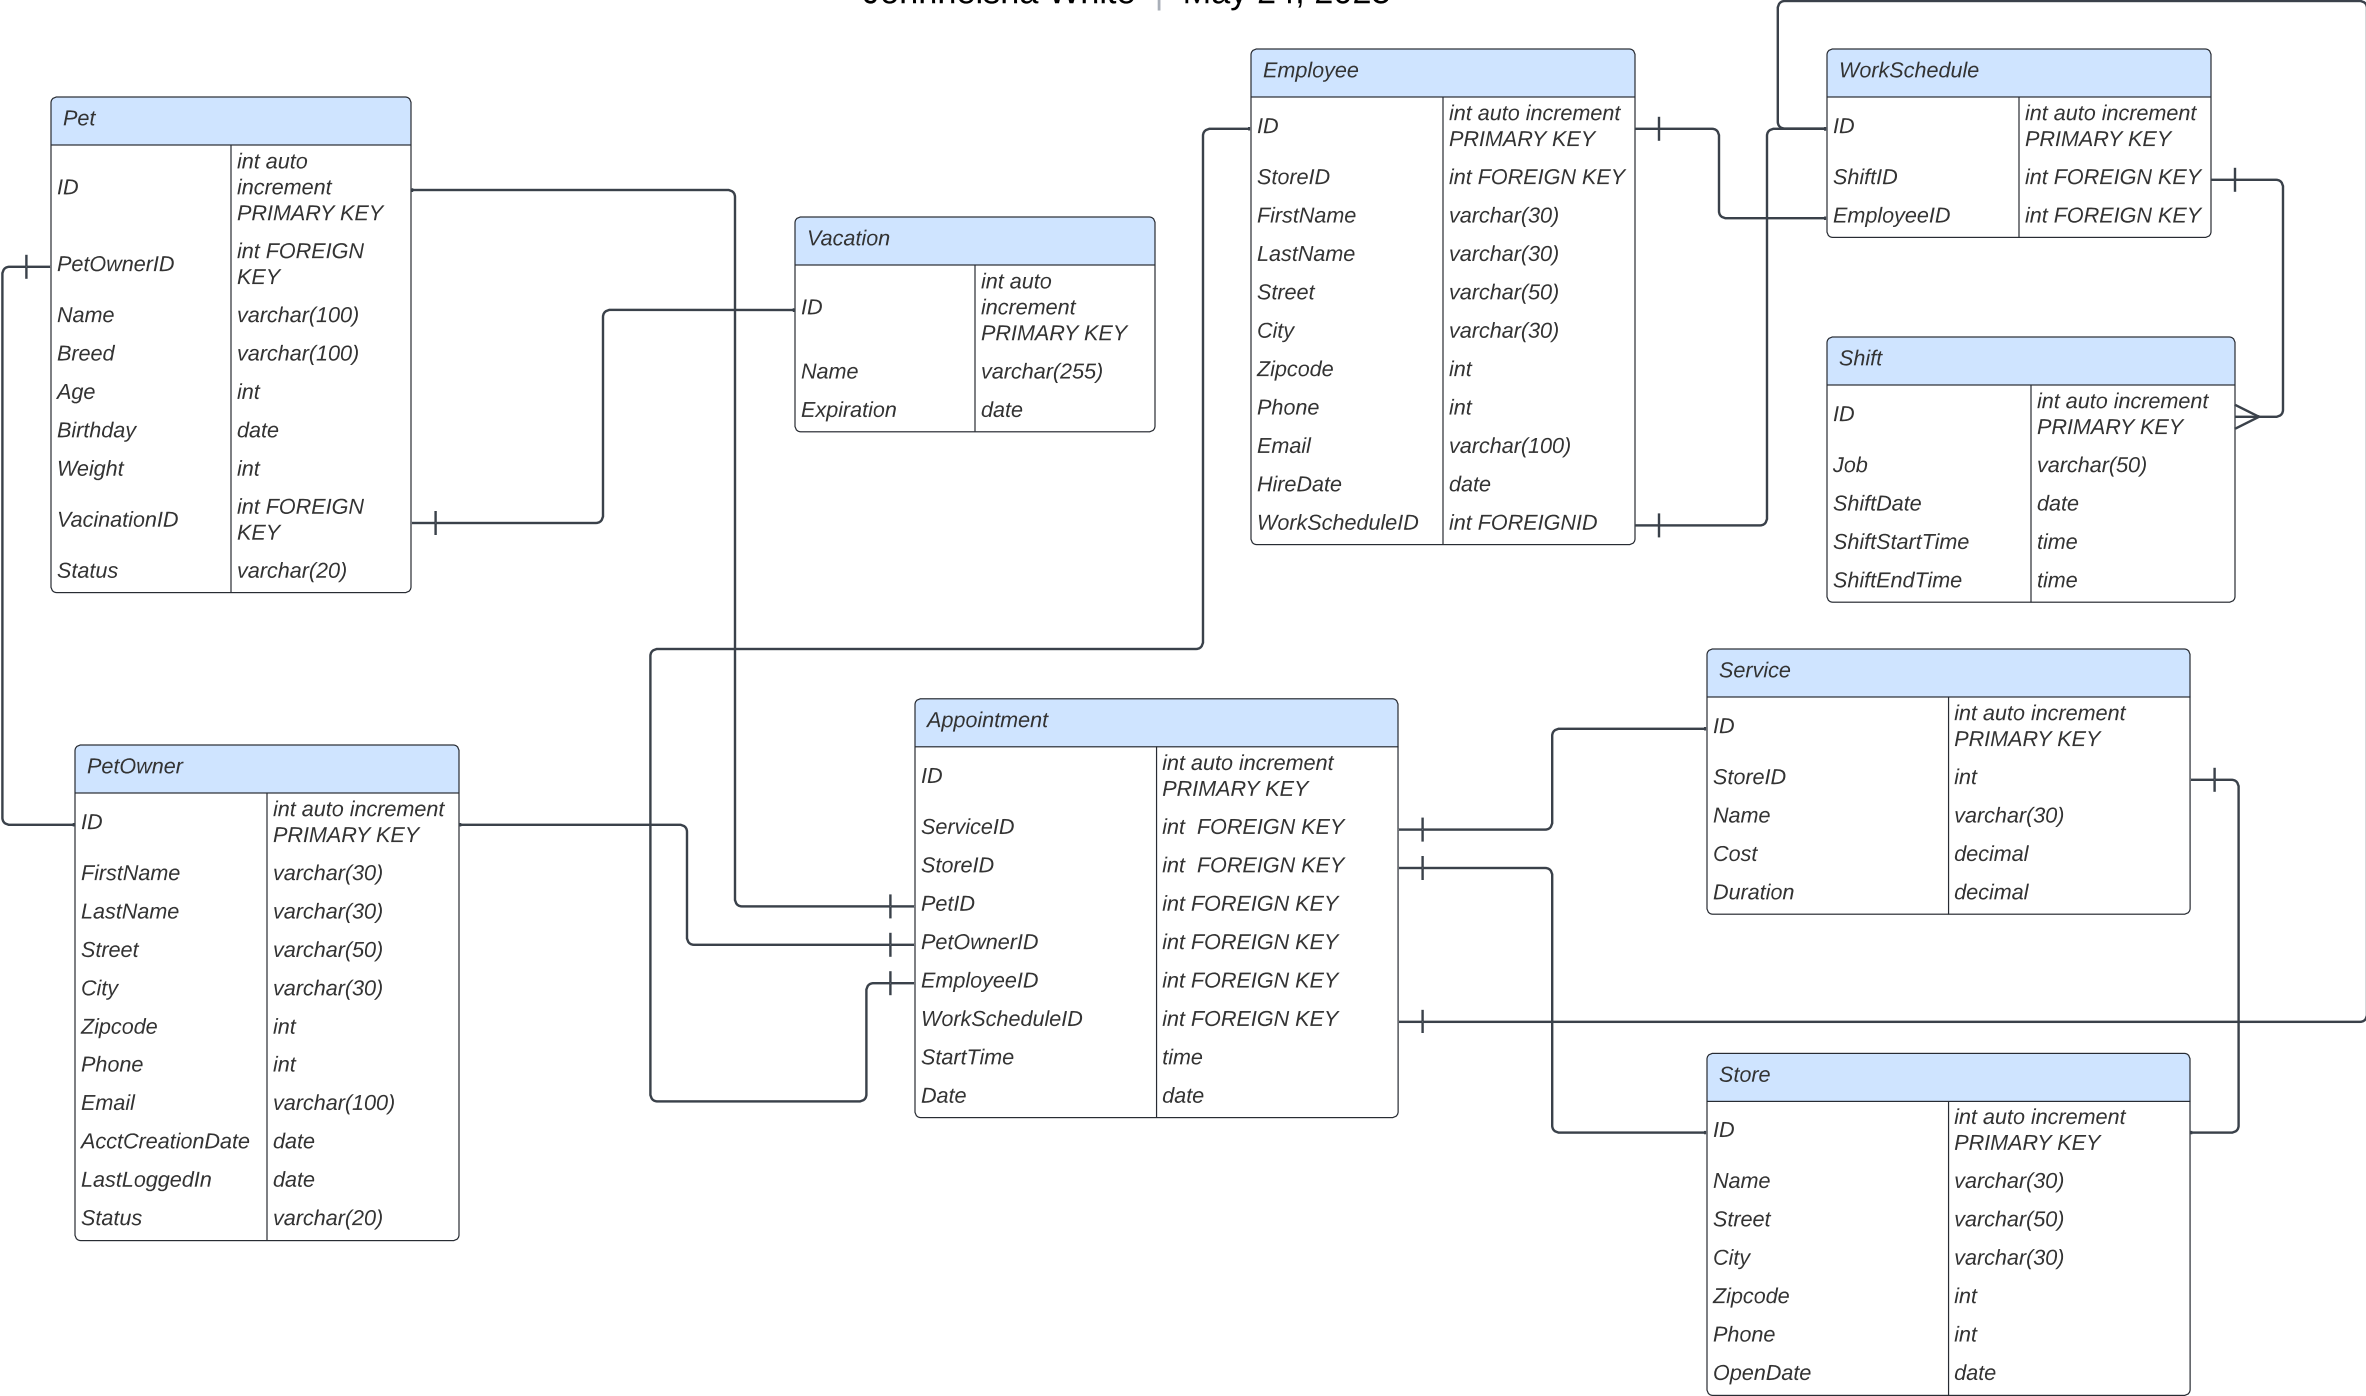 Johnneisha White | May 24, 2023
Pet
ID
int auto
increment
PRIMARY KEY
PetOwnerID
int FOREIGN
KEY
Name varchar(100)
Breed varchar(100)
Age int
Birthday date
Weight int
VacinationID
int FOREIGN
KEY
Status varchar(20)
Vacation
ID
int auto
increment
PRIMARY KEY
Name varchar(255)
Expiration date
Employee
ID
int auto increment
PRIMARY KEY
StoreID int FOREIGN KEY
FirstName varchar(30)
LastName varchar(30)
Street varchar(50)
City varchar(30)
Zipcode int
Phone int
Email varchar(100)
HireDate date
WorkScheduleID int FOREIGNID
WorkSchedule
ID
int auto increment
PRIMARY KEY
ShiftID int FOREIGN KEY
EmployeeID int FOREIGN KEY
Shift
ID
int auto increment
PRIMARY KEY
Job varchar(50)
ShiftDate date
ShiftStartTime time
ShiftEndTime time
PetOwner
ID
int auto increment
PRIMARY KEY
FirstName varchar(30)
LastName varchar(30)
Street varchar(50)
City varchar(30)
Zipcode int
Phone int
Email varchar(100)
AcctCreationDate date
LastLoggedIn date
Status varchar(20)
Appointment
ID
int auto increment
PRIMARY KEY
ServiceID int FOREIGN KEY
StoreID int FOREIGN KEY
PetID int FOREIGN KEY
PetOwnerID int FOREIGN KEY
EmployeeID int FOREIGN KEY
WorkScheduleID int FOREIGN KEY
StartTime time
Date date
Service
ID
int auto increment
PRIMARY KEY
StoreID int
Name varchar(30)
Cost decimal
Duration decimal
Store
ID
int auto increment
PRIMARY KEY
Name varchar(30)
Street varchar(50)
City varchar(30)
Zipcode int
Phone int
OpenDate date